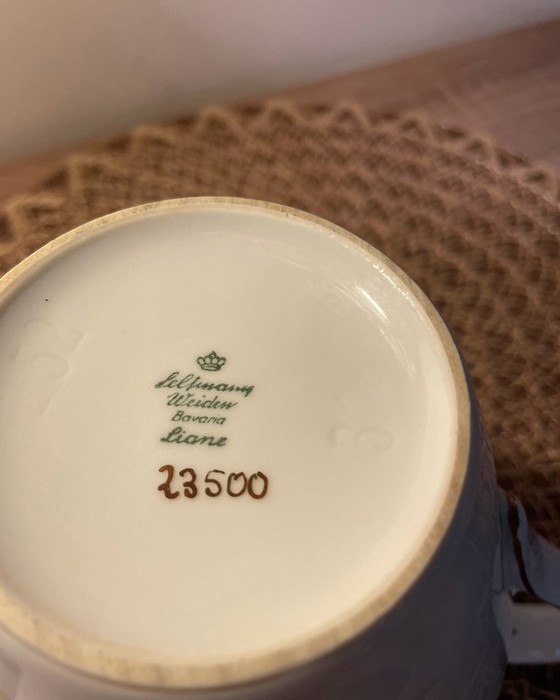 Seltmann
Weiden
Bavaria
Liane
23500